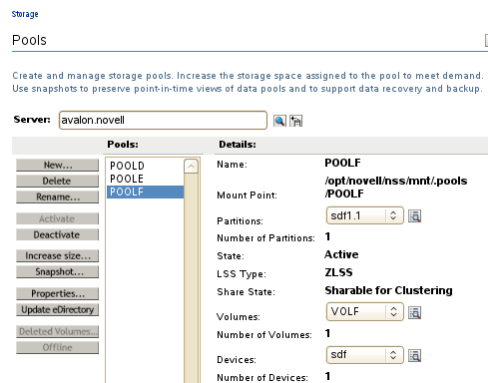 Storage
Pools
Create and manage storage pools. Increase the storage space assigned to the pool to meet demand.
Use snapshots to preserve point-in-time views of data pools and to support data recovery and backup.
Server: avalon.novell
Pools:
Details:
New...
Delete
Rename...
Activate
Deactivate
Increase size...
Snapshot...
Properties...
Update eDirectory
Deleted Volumes...
Offline
POOLD
POOLE
POOLF
Name: POOLF
Mount Point: /opt/novell/nss/mnt/.pools
/POOLF
Partitions: sdf1.1
Number of Partitions: 1
State: Active
LSS Type: ZLSS
Share State: Sharable for Clustering
Volumes: VOLF
Number of Volumes: 1
Devices: sdf
Number of Devices: 1